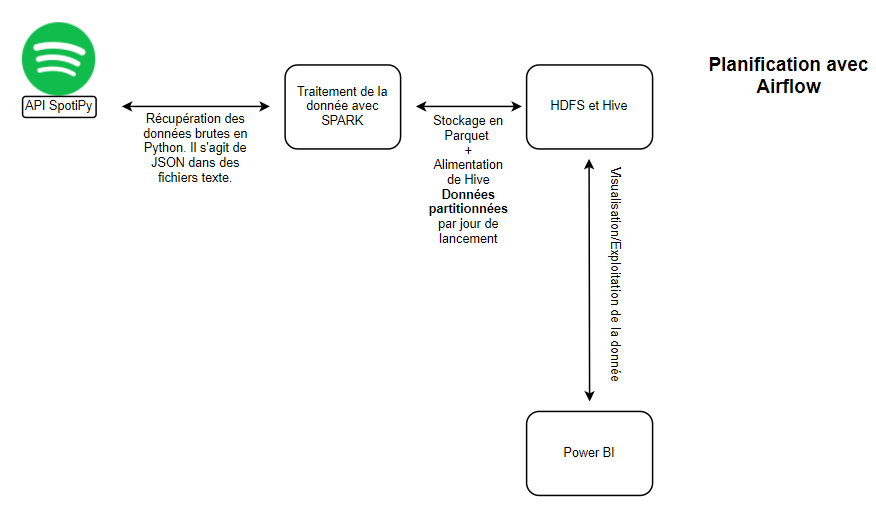 API SpotiPy
Récupération des
données brutes en
Python. Il s'agit de
JSON dans des
fichiers texte.
Traitement de la
donnée avec
SPARK
Stockage en
Parquet
+
Alimentation
de Hive
Données
partitionnées
par jour de
lancement
HDFS et Hive
Planification avec
Airflow
Visualisation/Exploitation de la donnée
Power BI